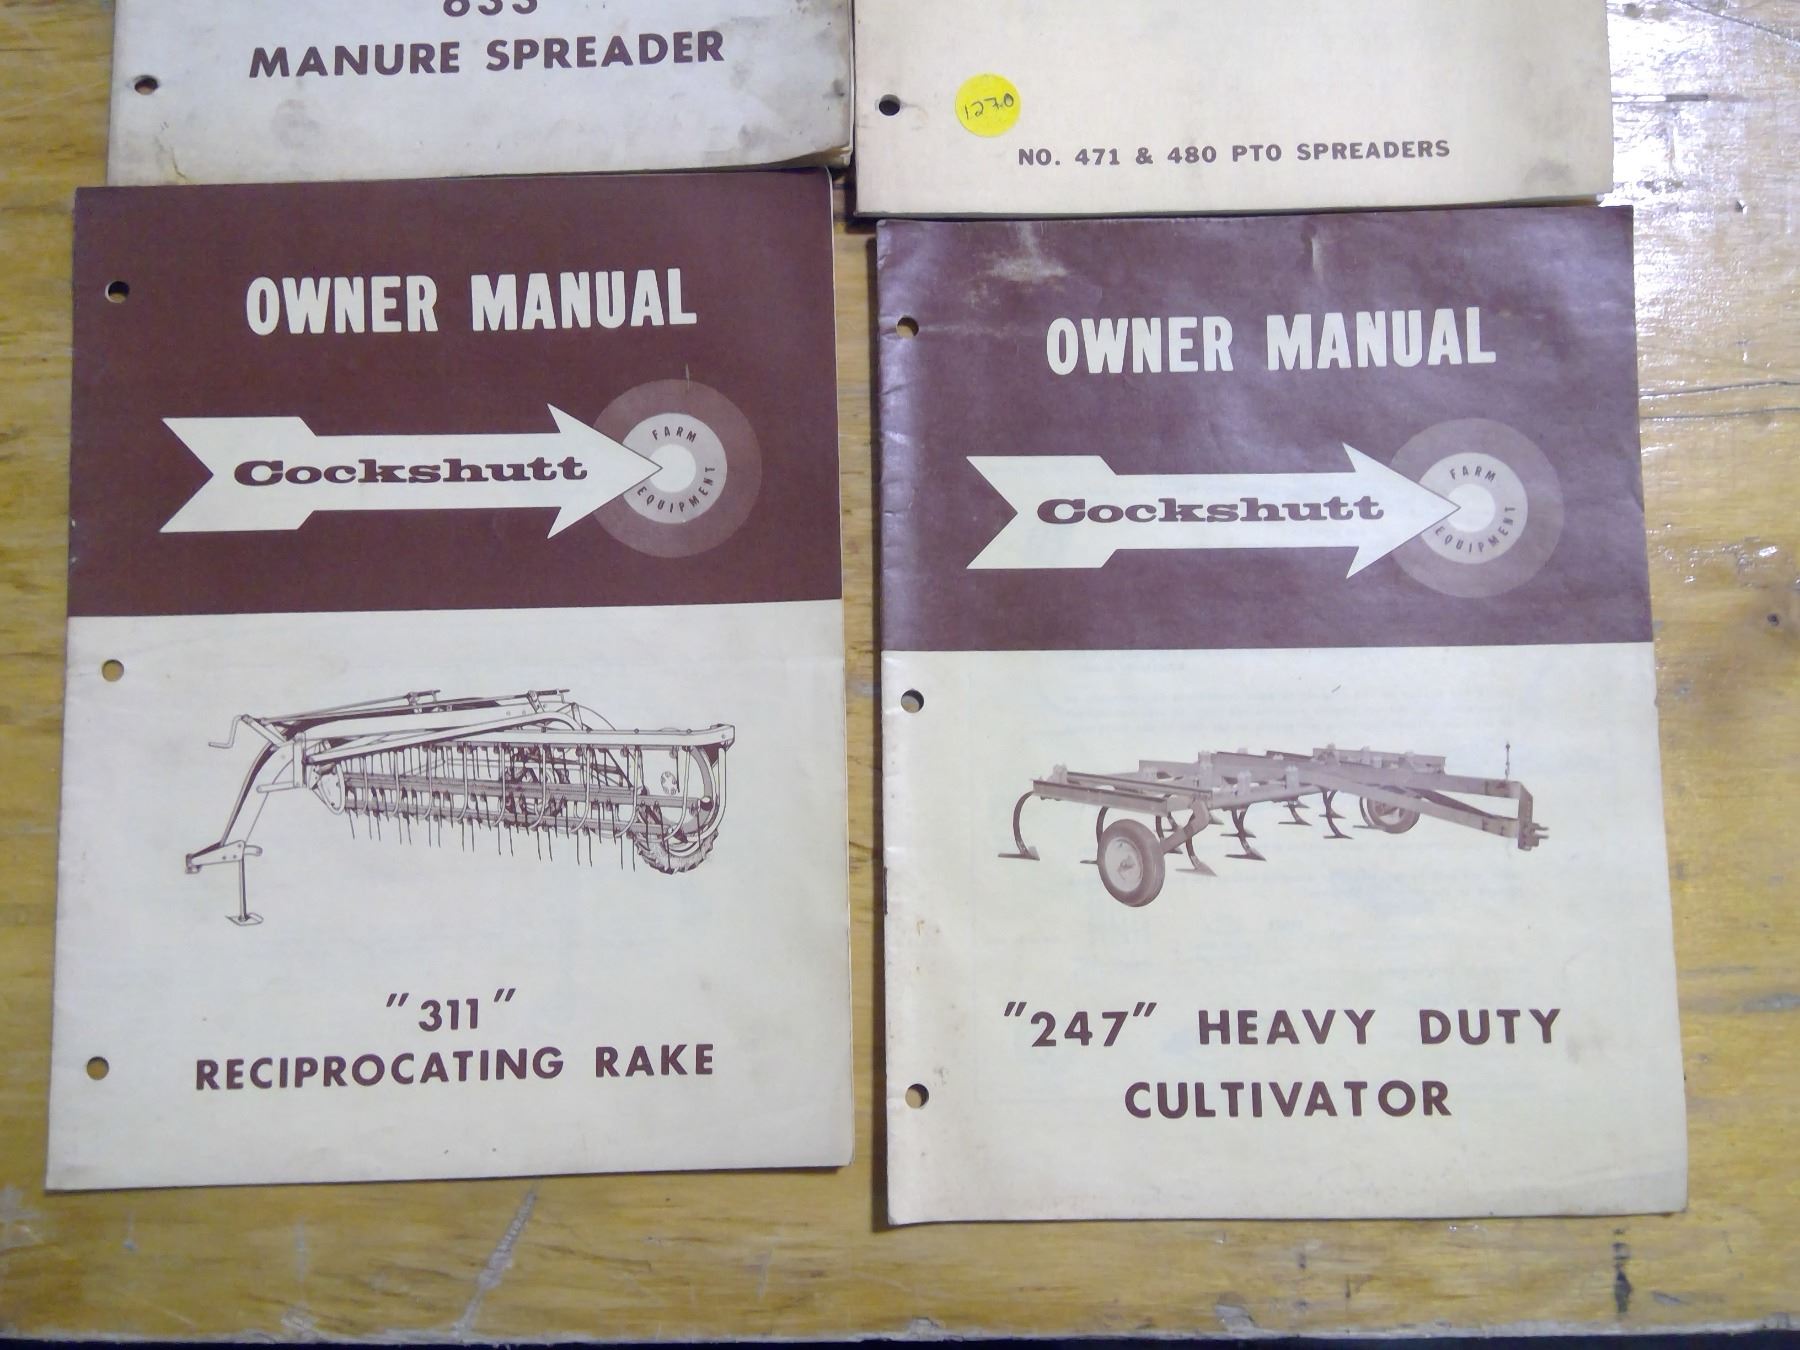 MANURE SPREADER
1270
NO. 471 & 480 PTO SPREADERS
OWNER MANUAL
Cockshutt
FARM
EQUIPMENT
"311"
RECIPROCATING RAKE
OWNER MANUAL
Cockshutt
FARM
EQUIPMENT
"247" HEAVY DUTY
CULTIVATOR